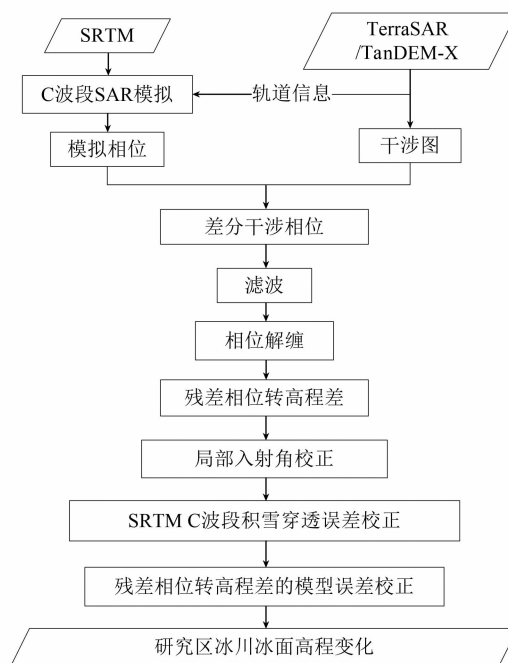 SRTM
TerraSAR
/TanDEM-X
C波段SAR模拟
轨道信息
模拟相位
干涉图
差分干涉相位
滤波
相位解缠
残差相位转高程差
局部入射角校正
SRTM C波段积雪穿透误差校正
残差相位转高程差的模型误差校正
研究区冰川冰面高程变化